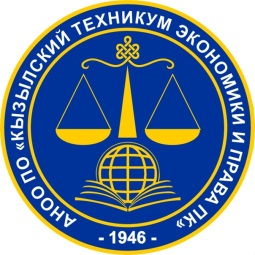 АНОО ПО «КЫЗЫЛСКИЙ ТЕХНИКУМ ЭКОНОМИКИ И ПРАВА ПК»
- 1946 -